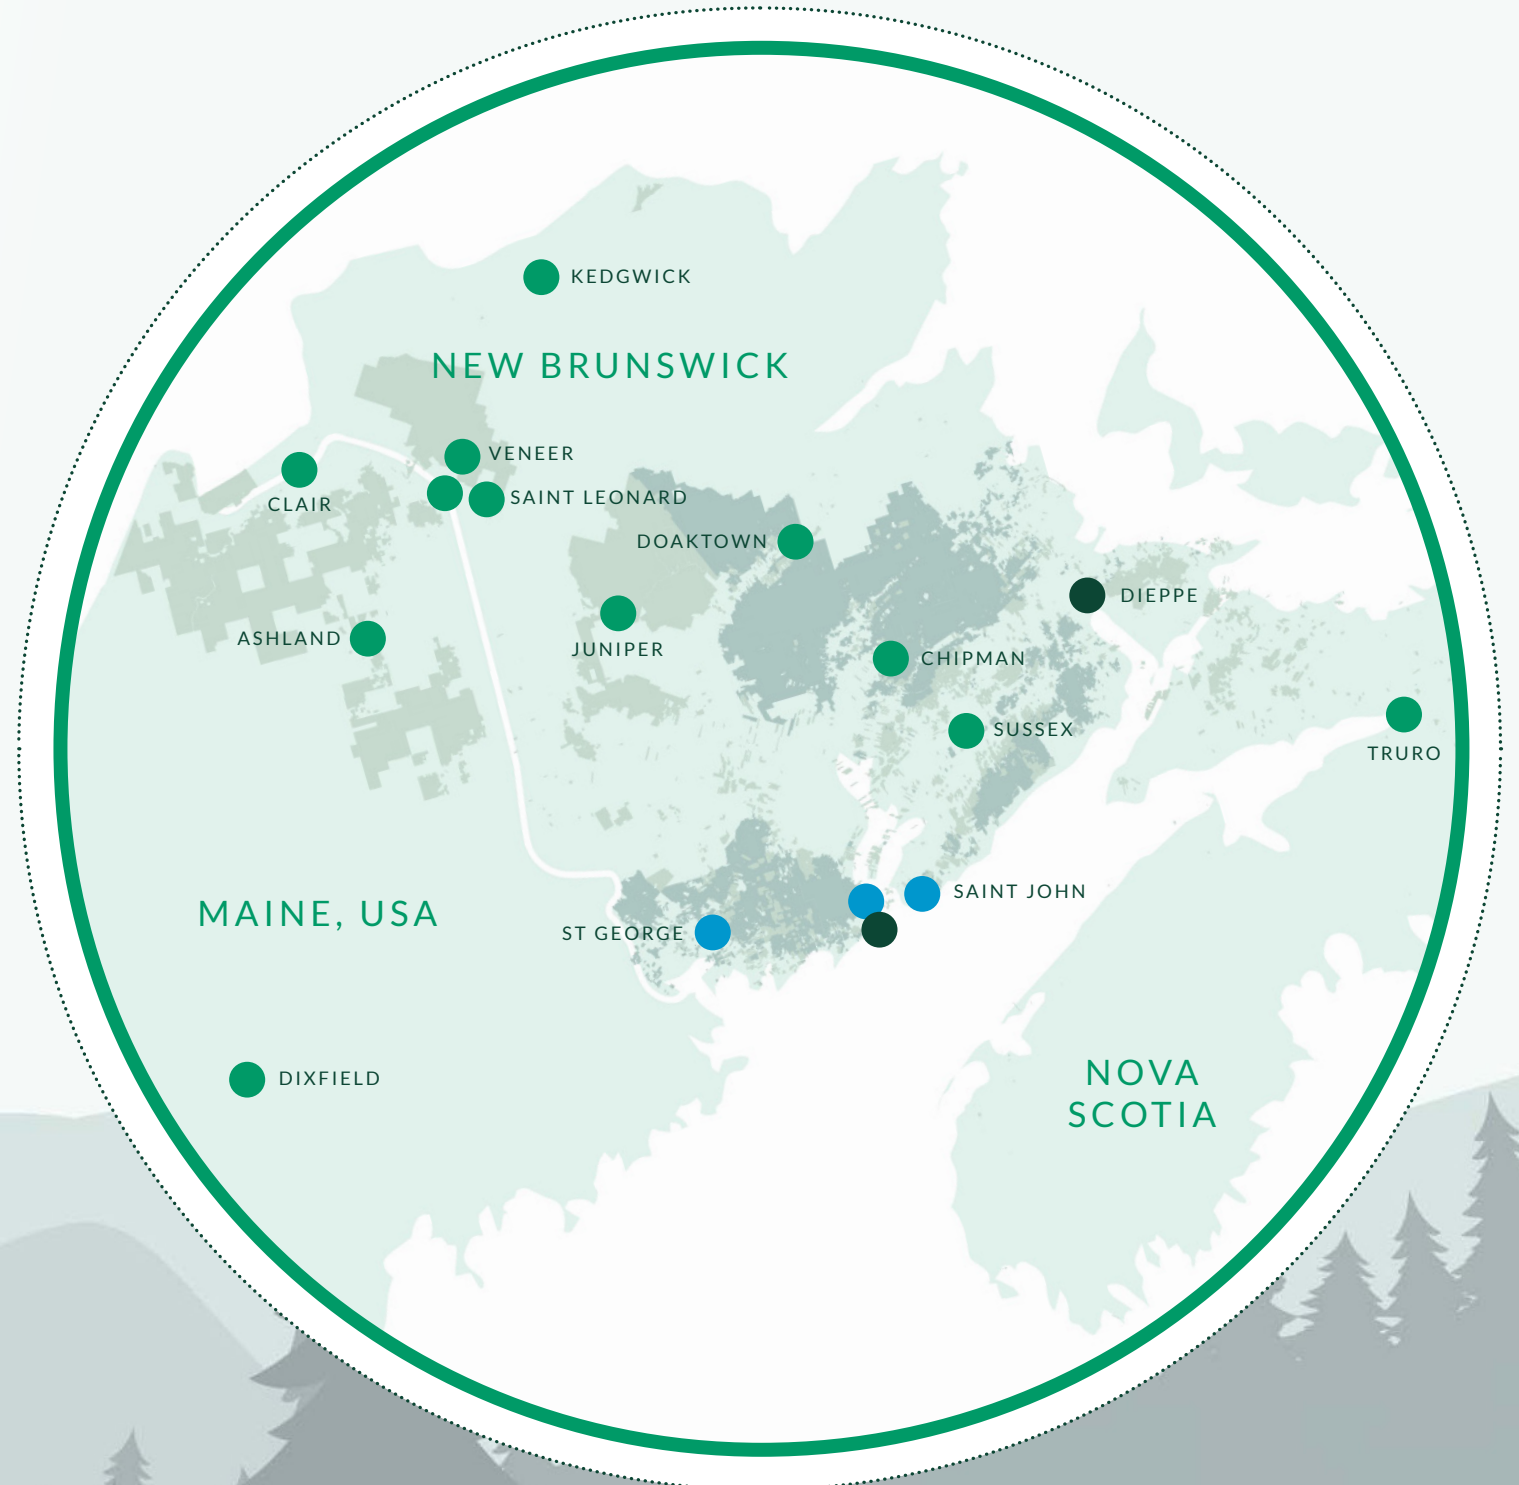 KEDGWICK
NEW BRUNSWICK
VENEER
CLAIR
SAINT LEONARD
DOAKTOWN
DIEPPE
ASHLAND
JUNIPER
CHIPMAN
SUSSEX
TRURO
SAINT JOHN
MAINE, USA
ST GEORGE
NOVA
SCOTIA
DIXFIELD